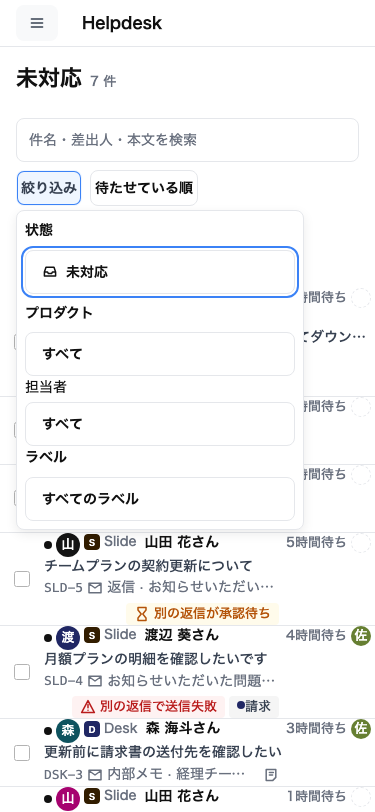 Helpdesk
未対応 7 件
件名・差出人・本文を検索
絞り込み 待たせている順
状態
未対応
時間待ち
プロダクト
てダウン…
すべて
担当者
時間待ち
すべて
ラベル
時間待ち
すべてのラベル
山 S Slide 山田 花さん 5時間待ち
チームプランの契約更新について
SLD-5 返信・お知らせいただい…
別の返信が承認待ち
渡 S Slide 渡辺 葵さん 4時間待ち 佐
月額プランの明細を確認したいです
SLD-4 お知らせいただいた問題…
別の返信で送信失敗 請求
森 D Desk 森 海斗さん 3時間待ち 佐
更新前に請求書の送付先を確認したい
DSK-3 内部メモ・経理チー…
山 S Slide 山田 花さん 1時間待ち